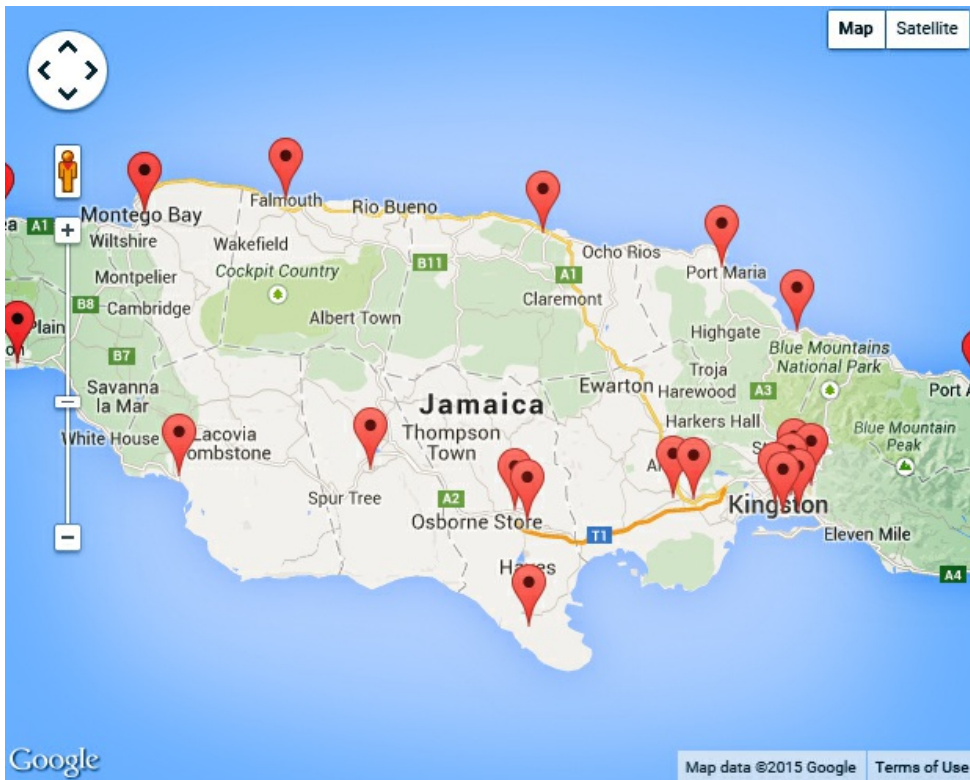 Map
Satellite
Falmouth
Rio Bueno
Montego Bay
A1
Wiltshire
Wakefield
Ocho Rios
Montpelier
Cockpit Country
B11
A1
Port Maria
B8
Cambridge
Claremont
Plain
Albert Town
Highgate
B7
Blue Mountains
National Park
Troja
Savanna
la Mar
Ewarton
Harewood
A3
Port A
Jamaica
White House
Lacovia
Tombstone
Thompson
Town
Harkers Hall
Blue Mountain
Peak
Spur Tree
A2
Osborne Store
Kingston
T1
Eleven Mile
Hayes
A4
Google
Map data ©2015 Google
Terms of Use